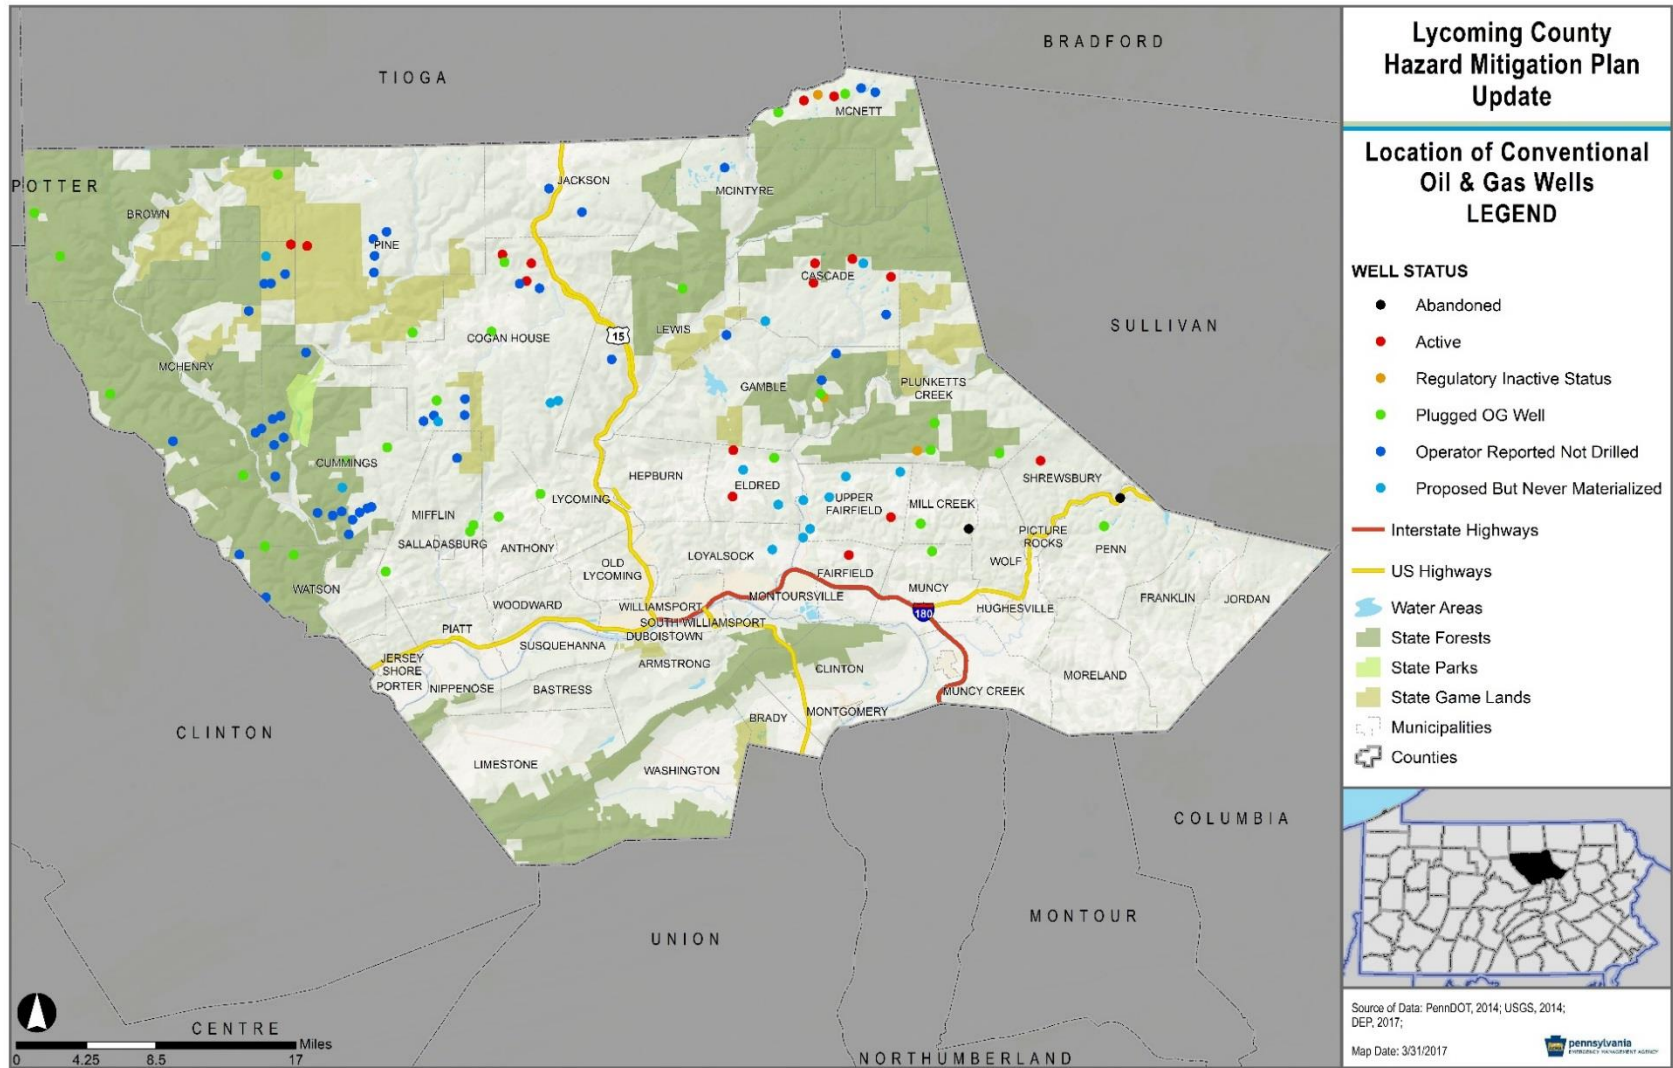 Lycoming County
Hazard Mitigation Plan
Update
Location of Conventional
Oil & Gas Wells
LEGEND
WELL STATUS
Abandoned
Active
Regulatory Inactive Status
Plugged OG Well
Operator Reported Not Drilled
Proposed But Never Materialized
Interstate Highways
US Highways
Water Areas
State Forests
State Parks
State Game Lands
Municipalities
Counties
Source of Data: PennDOT, 2014; USGS, 2014;
DEP, 2017;
Map Date: 3/31/2017
pennsylvania
EMERGENCY MANAGEMENT AGENCY
BRADFORD
TIOGA
MCNETT
POTTER
JACKSON
MCINTYRE
BROWN
PINE
CASCADE
SULLIVAN
LEWIS
15
COGAN HOUSE
MCHENRY
GAMBLE
PLUNKETTS
CREEK
CUMMINGS
HEPBURN
ELDRED
SHREWSBURY
LYCOMING
UPPER
FAIRFIELD
MILL CREEK
MIFFLIN
PICTURE
ROCKS
SALLADASBURG
ANTHONY
LOYALSOCK
PENN
OLD
LYCOMING
WOLF
FAIRFIELD
WATSON
MUNCY
MONTOURSVILLE
FRANKLIN
JORDAN
WOODWARD
WILLIAMSPORT
HUGHESVILLE
180
SOUTH WILLIAMSPORT
PIATT
DUBOISTOWN
SUSQUEHANNA
JERSEY
SHORE
ARMSTRONG
CLINTON
MORELAND
PORTER
NIPPENOSE
BASTRESS
MUNCY CREEK
MONTGOMERY
BRADY
CLINTON
LIMESTONE
WASHINGTON
COLUMBIA
MONTOUR
UNION
CENTRE
NORTHUMBERLAND
Miles
0 4.25 8.5 17